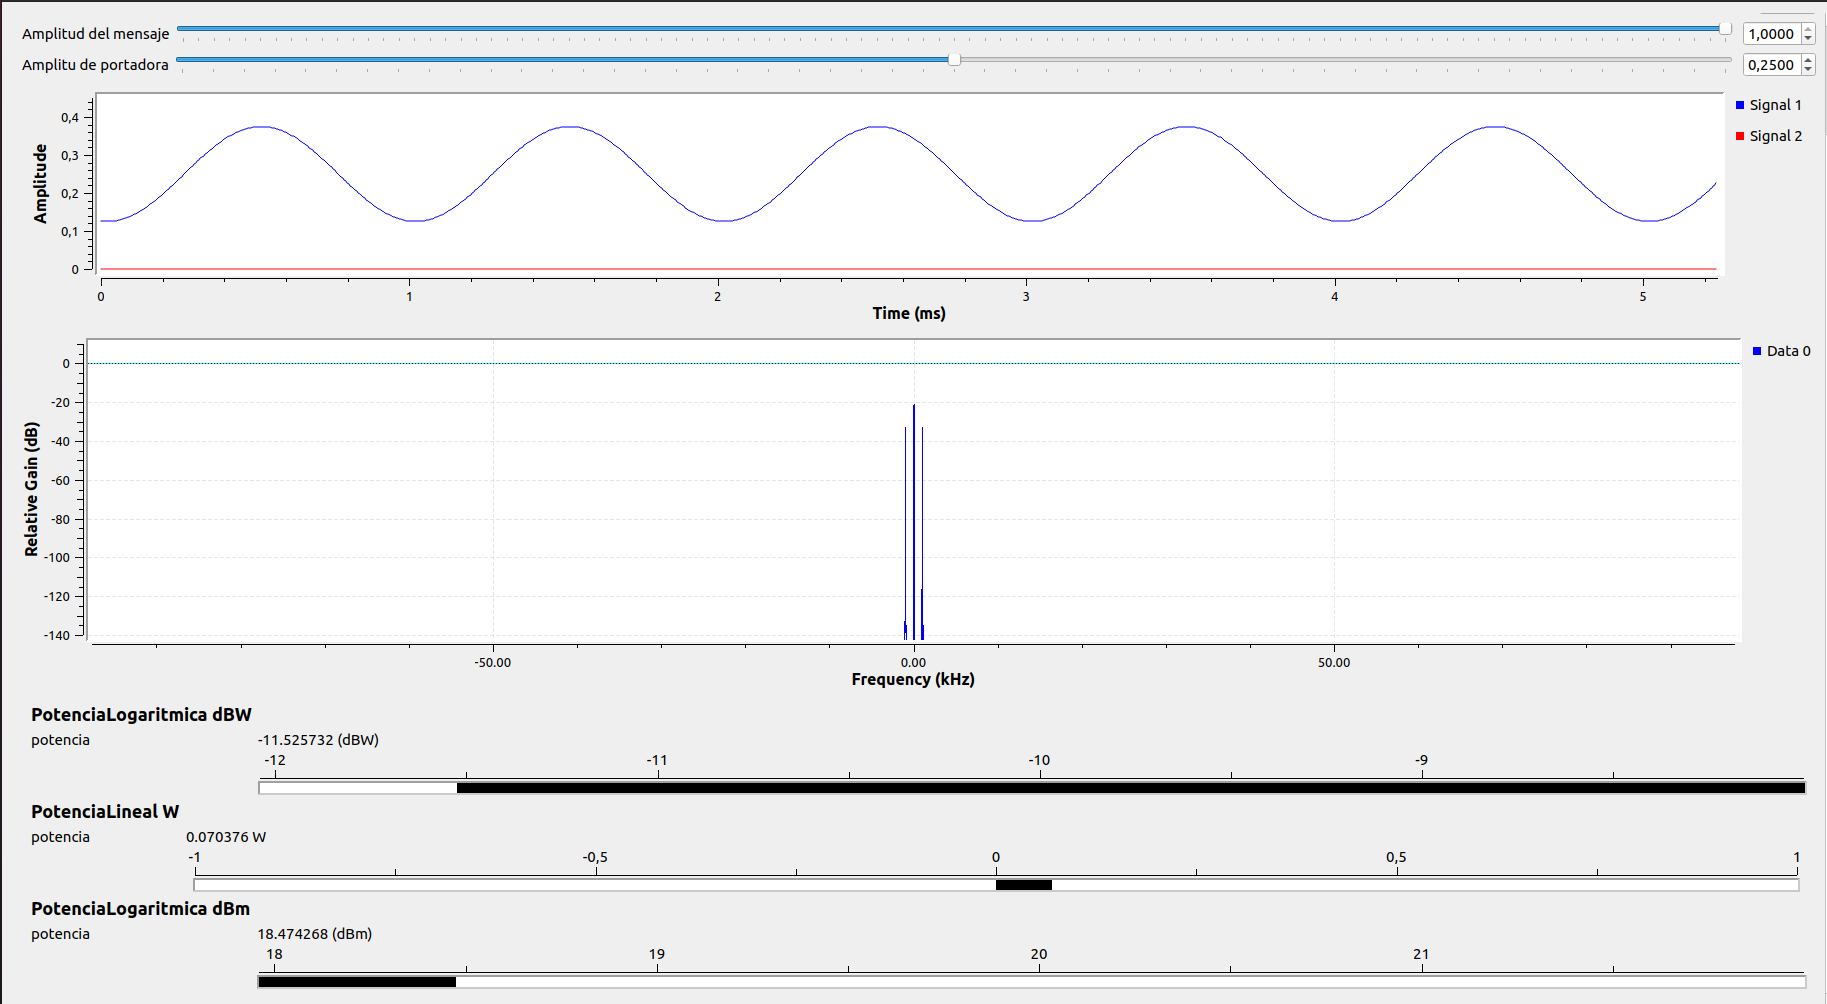 Amplitud del mensaje 1,0000
Amplitu de portadora 0,2500
Signal 1
Signal 2
Amplitude
0,4
0,3
0,2
0,1
0
0 1 2 3 4 5
Time (ms)
Data 0
Relative Gain (dB)
0
-20
-40
-60
-80
-100
-120
-140
-50.00 0.00 50.00
Frequency (kHz)
PotenciaLogaritmica dBW
potencia -11.525732 (dBW)
-12 -11 -10 -9
PotenciaLineal W
potencia 0.070376 W
-1 -0,5 0 0,5 1
PotenciaLogaritmica dBm
potencia 18.474268 (dBm)
18 19 20 21